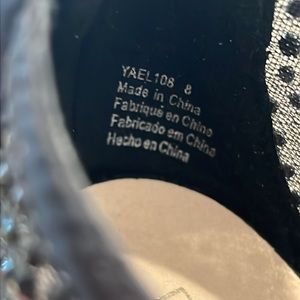 YAEL108 8
Made in China
Fabriqué en Chine
Fabricado em China
Hecho en China